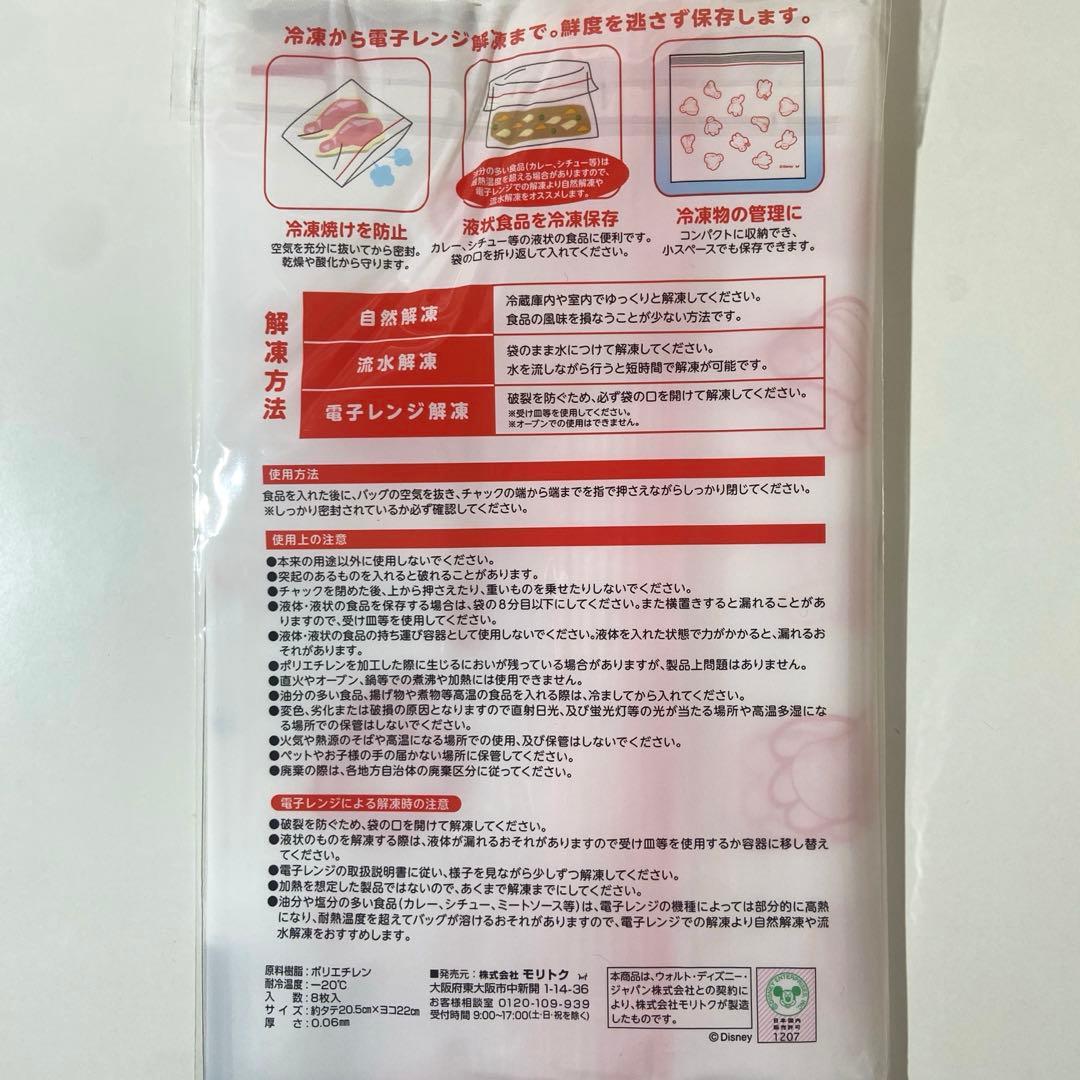 冷凍から電子レンジ解凍まで。鮮度を逃さず保存します。
©Disney
油分の多い食品(カレー、シチュー等)は
耐熱温度を超える場合がありますので、
電子レンジでの解凍より自然解凍や
流水解凍をオススメします。
冷凍焼けを防止
空気を充分に抜いてから密封。
乾燥や酸化から守ります。
液状食品を冷凍保存
カレー、シチュー等の液状の食品に便利です。
袋の口を折り返して入れてください。
冷凍物の管理に
コンパクトに収納でき、
小スペースでも保存できます。
解凍方法
自然解凍
冷蔵庫内や室内でゆっくりと解凍してください。
食品の風味を損なうことが少ない方法です。
流水解凍
袋のまま水につけて解凍してください。
水を流しながら行うと短時間で解凍が可能です。
電子レンジ解凍
破裂を防ぐため、必ず袋の口を開けて解凍してください。
※受け皿等を使用してください。
※オーブンでの使用はできません。
使用方法
食品を入れた後に、バッグの空気を抜き、チャックの端から端までを指で押さえながらしっかり閉じてください。
※しっかり密封されているか必ず確認してください。
使用上の注意
●本来の用途以外に使用しないでください。
●突起のあるものを入れると破れることがあります。
●チャックを閉めた後、上から押さえたり、重いものを乗せたりしないでください。
●液体・液状の食品を保存する場合は、袋の8分目以下にしてください。また横置きすると漏れることがあ
りますので、受け皿等を使用してください。
●液体・液状の食品の持ち運び容器として使用しないでください。液体を入れた状態で力がかかると、漏れるお
それがあります。
●ポリエチレンを加工した際に生じるにおいが残っている場合がありますが、製品上問題はありません。
●直火やオーブン、鍋等での煮沸や加熱には使用できません。
●油分の多い食品、揚げ物や煮物等高温の食品を入れる際は、冷ましてから入れてください。
●変色、劣化または破損の原因となりますので直射日光、及び蛍光灯等の光が当たる場所や高温多湿にな
る場所での保管はしないでください。
●火気や熱源のそばや高温になる場所での使用、及び保管はしないでください。
●ペットやお子様の手の届かない場所に保管してください。
●廃棄の際は、各地方自治体の廃棄区分に従ってください。
電子レンジによる解凍時の注意
●破裂を防ぐため、袋の口を開けて解凍してください。
●液状のものを解凍する際は、液体が漏れるおそれがありますので受け皿等を使用するか容器に移し替え
てください。
●電子レンジの取扱説明書に従い、様子を見ながら少しずつ解凍してください。
●加熱を想定した製品ではないので、あくまで解凍までにしてください。
●油分や塩分の多い食品(カレー、シチュー、ミートソース等)は、電子レンジの機種によっては部分的に高熱
になり、耐熱温度を超えてバッグが溶けるおそれがありますので、電子レンジでの解凍より自然解凍や流
水解凍をおすすめします。
原料樹脂：ポリエチレン
耐冷温度：−20℃
入 数：8枚入
サイズ：約タテ20.5cm×ヨコ22cm
厚 さ：0.06mm
■発売元：株式会社 モリトク
大阪府東大阪市中新開1-14-36
お客様相談室 0120-109-939
受付時間 9:00〜17:00(土・日・祝を除く)
本商品は、ウォルト・ディズニー・
ジャパン株式会社との契約に
より、株式会社モリトクが製造
したものです。
©Disney
DISNEY ENTERPRISES, INC.
日本国内
販売許可
1207